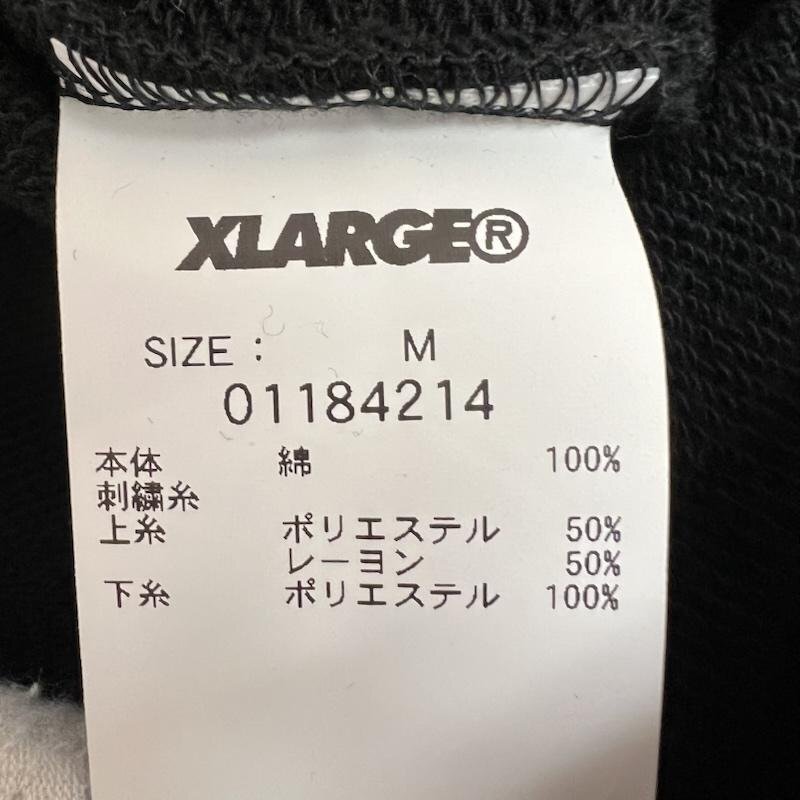 XLARGE®
SIZE : M
01184214
本体 綿 100%
刺繍糸
上糸 ポリエステル 50%
レーヨン 50%
下糸 ポリエステル 100%